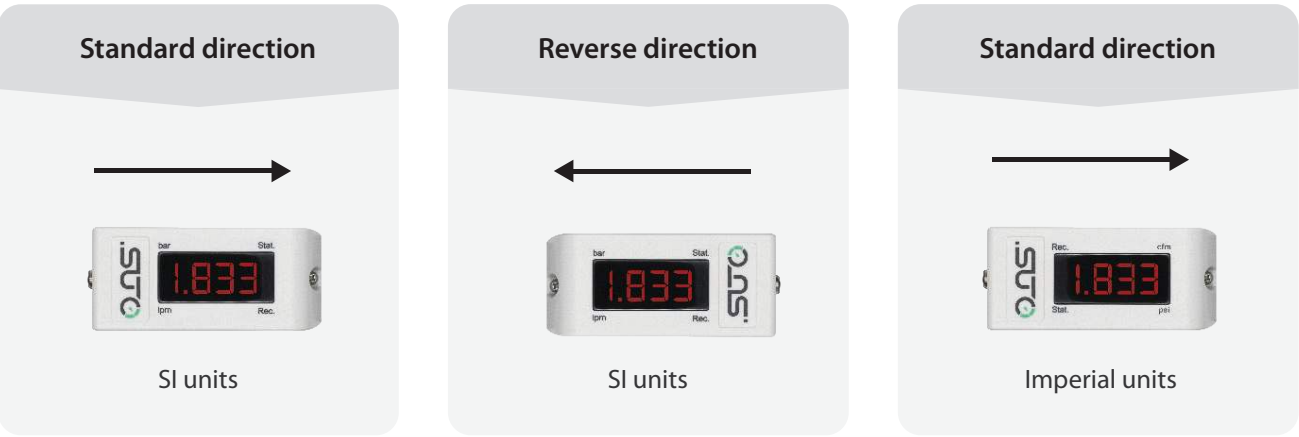 Standard direction
bar Stat.
SUTO
1.833
lpm Rec.
SI units
Reverse direction
bar Stat.
1.833
SUTO
lpm Rec.
SI units
Standard direction
Rec. cfm
SUTO
1.833
Stat. psi
Imperial units